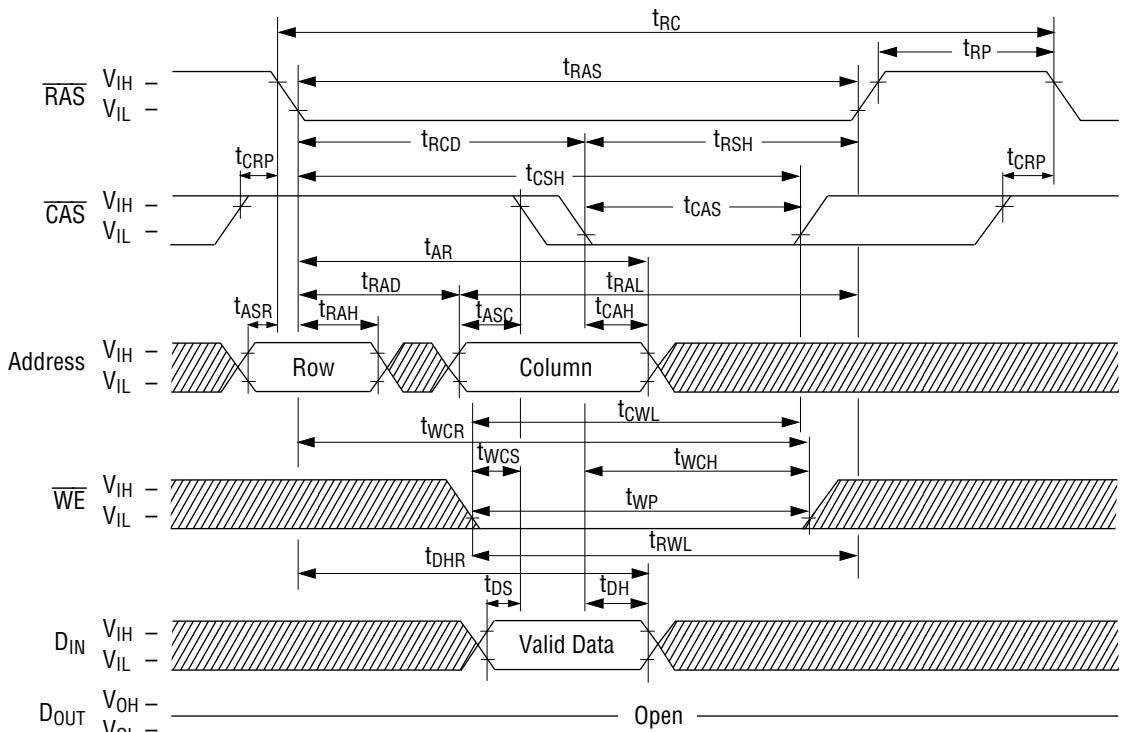 tRC
tRP
tRAS
RAS VIH –
VIL –
tRCD tRSH
tCRP tCSH tCRP
CAS VIH –
VIL –
tCAS
tAR
tRAD tRAL
tASR tRAH tASC tCAH
Address VIH –
VIL –
Row Column
tCWL
tWCR
tWCS tWCH
WE VIH –
VIL –
tWP
tRWL
tDHR
tDS tDH
DIN VIH –
VIL –
Valid Data
DOUT VOH –
VOL –
Open